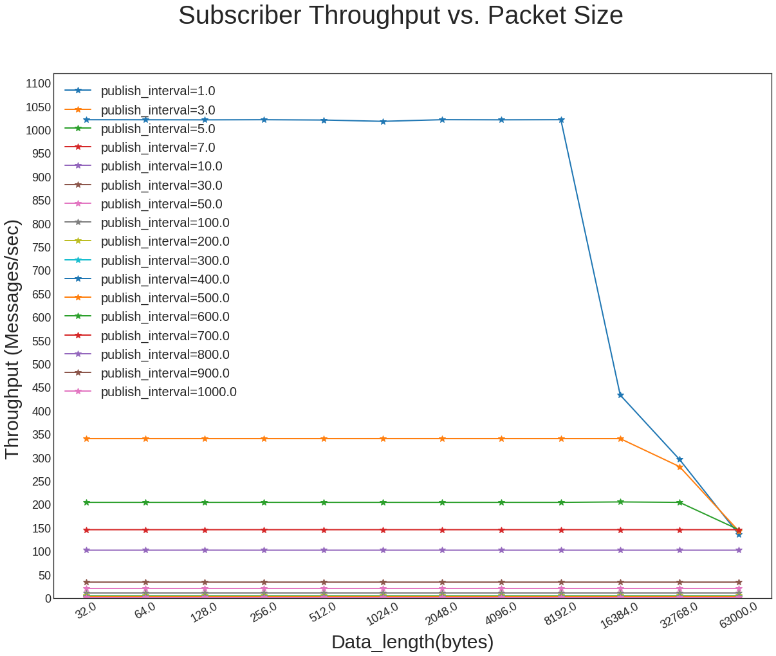 Subscriber Throughput vs. Packet Size
Throughput (Messages/sec)
1100
1050
1000
950
900
850
800
750
700
650
600
550
500
450
400
350
300
250
200
150
100
50
0
publish_interval=1.0
publish_interval=3.0
publish_interval=5.0
publish_interval=7.0
publish_interval=10.0
publish_interval=30.0
publish_interval=50.0
publish_interval=100.0
publish_interval=200.0
publish_interval=300.0
publish_interval=400.0
publish_interval=500.0
publish_interval=600.0
publish_interval=700.0
publish_interval=800.0
publish_interval=900.0
publish_interval=1000.0
32.0 64.0 128.0 256.0 512.0 1024.0 2048.0 4096.0 8192.0 16384.0 32768.0 63000.0
Data_length(bytes)